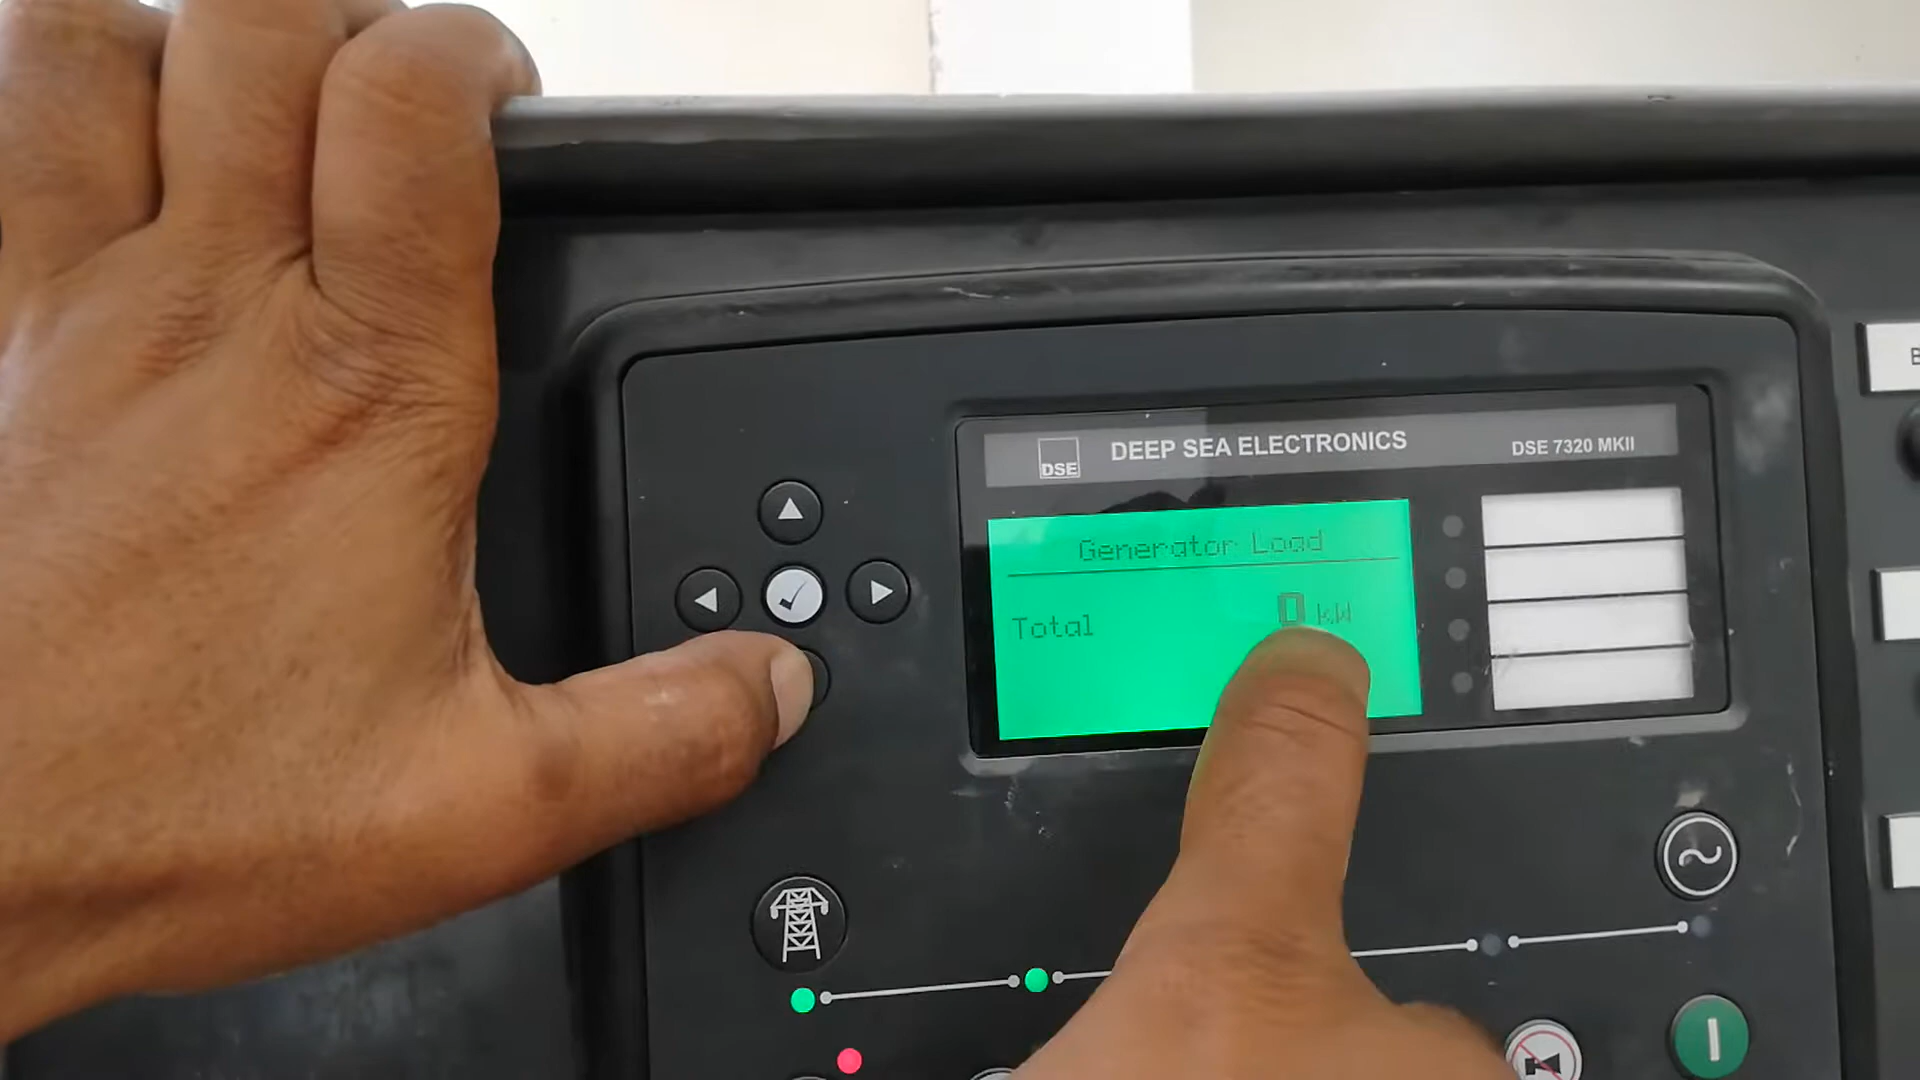 DSE DEEP SEA ELECTRONICS DSE 7320 MKII
Generator Load
Total 0 kW